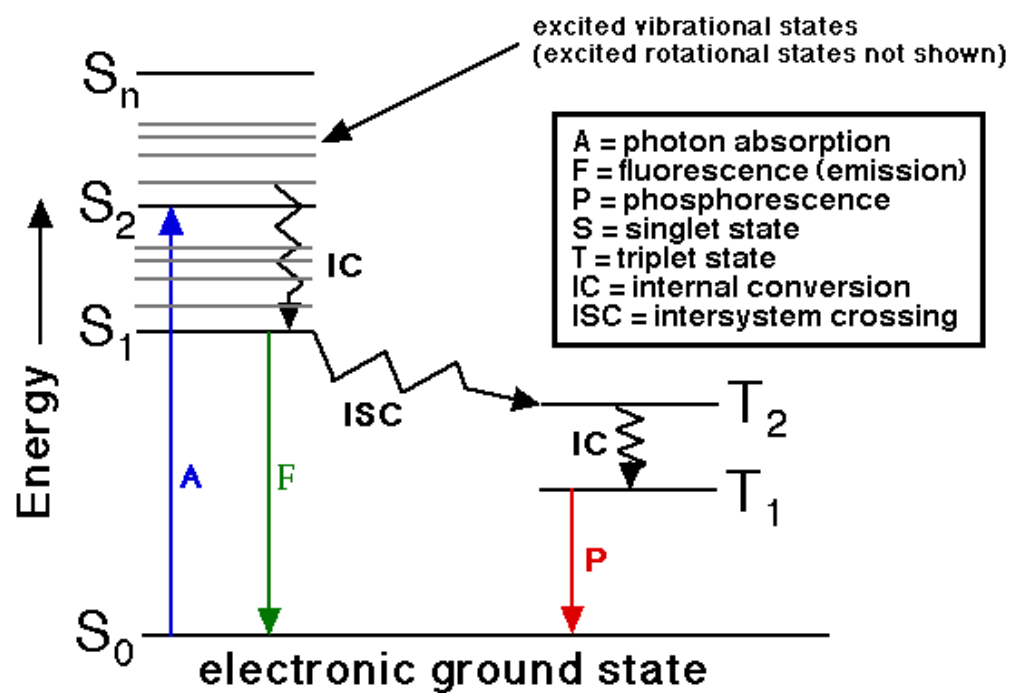 excited vibrational states
(excited rotational states not shown)
Sn
A = photon absorption
F = fluorescence (emission)
P = phosphorescence
S = singlet state
T = triplet state
IC = internal conversion
ISC = intersystem crossing
S2
IC
S1
Energy
ISC
T2
IC
A
F
T1
P
S0
electronic ground state